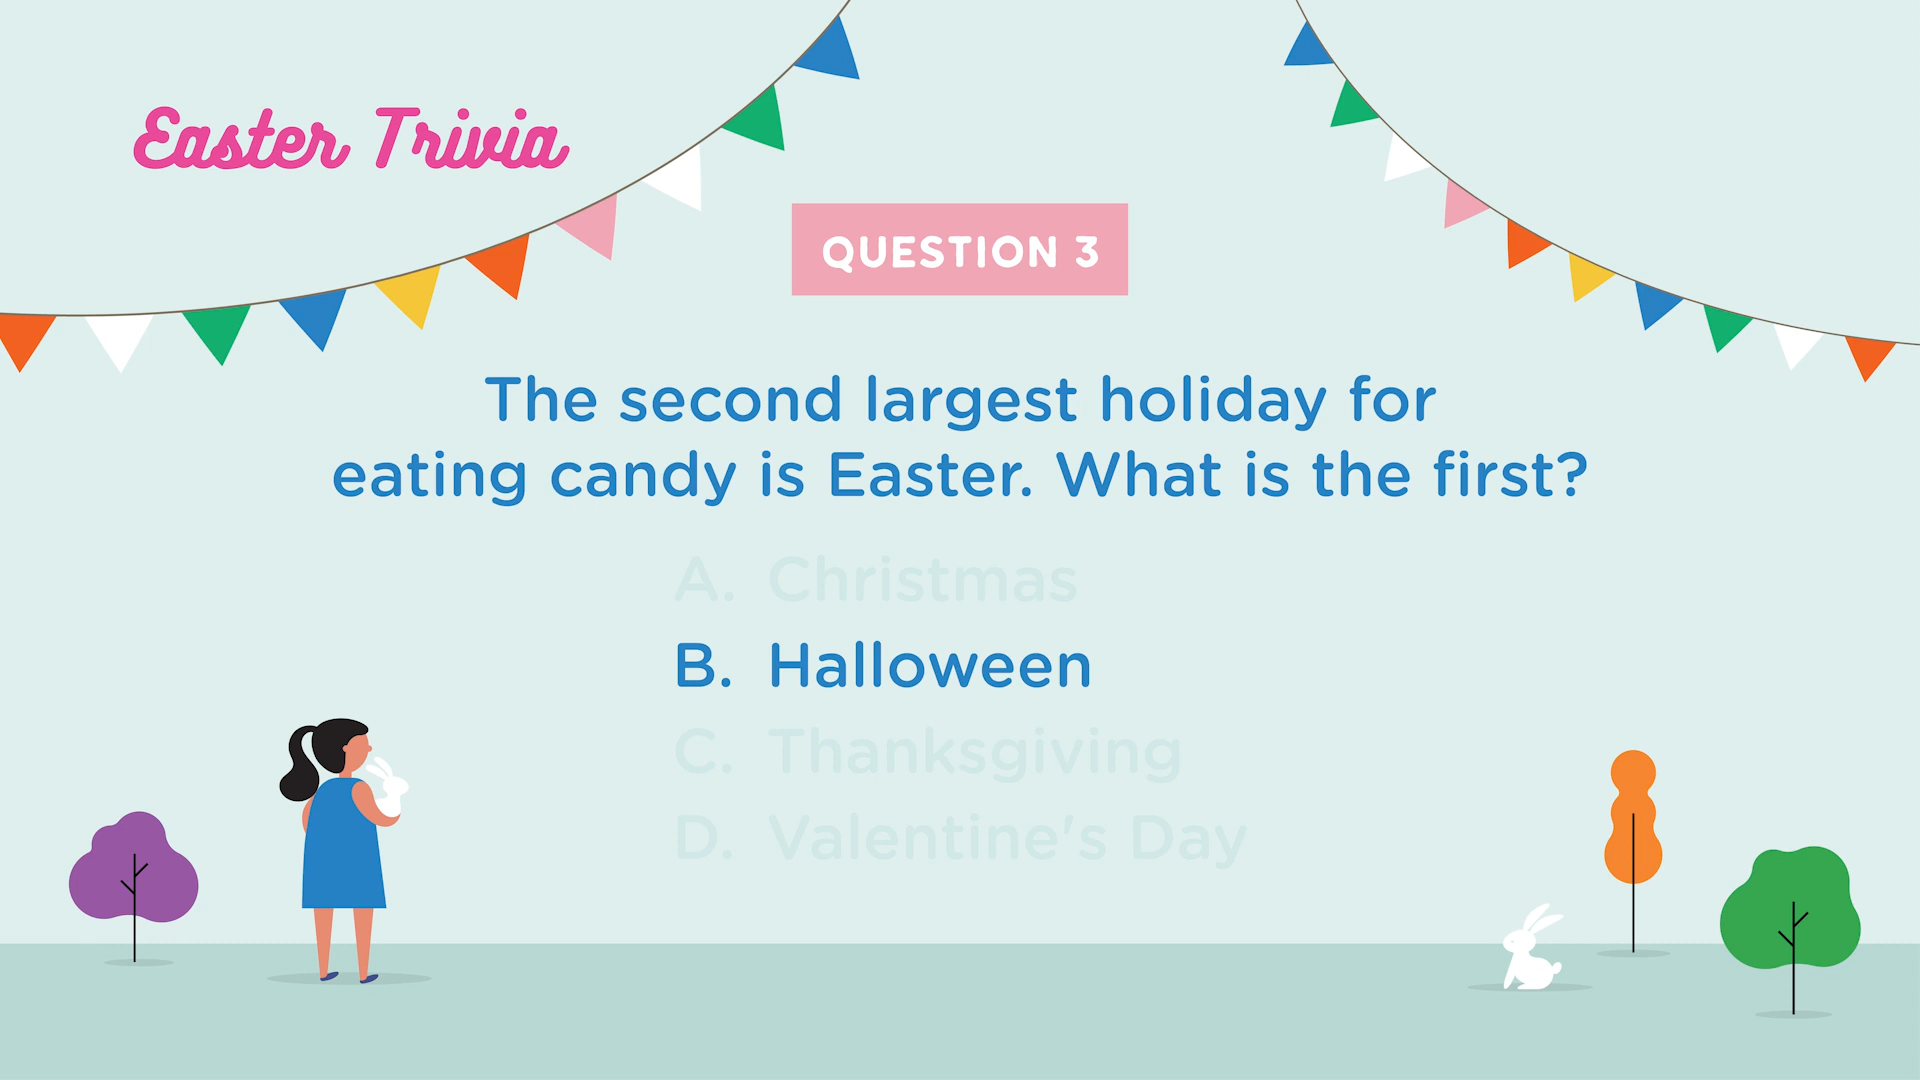 Easter Trivia
QUESTION 3
The second largest holiday for
eating candy is Easter. What is the first?
A. Christmas
B. Halloween
C. Thanksgiving
D. Valentine's Day